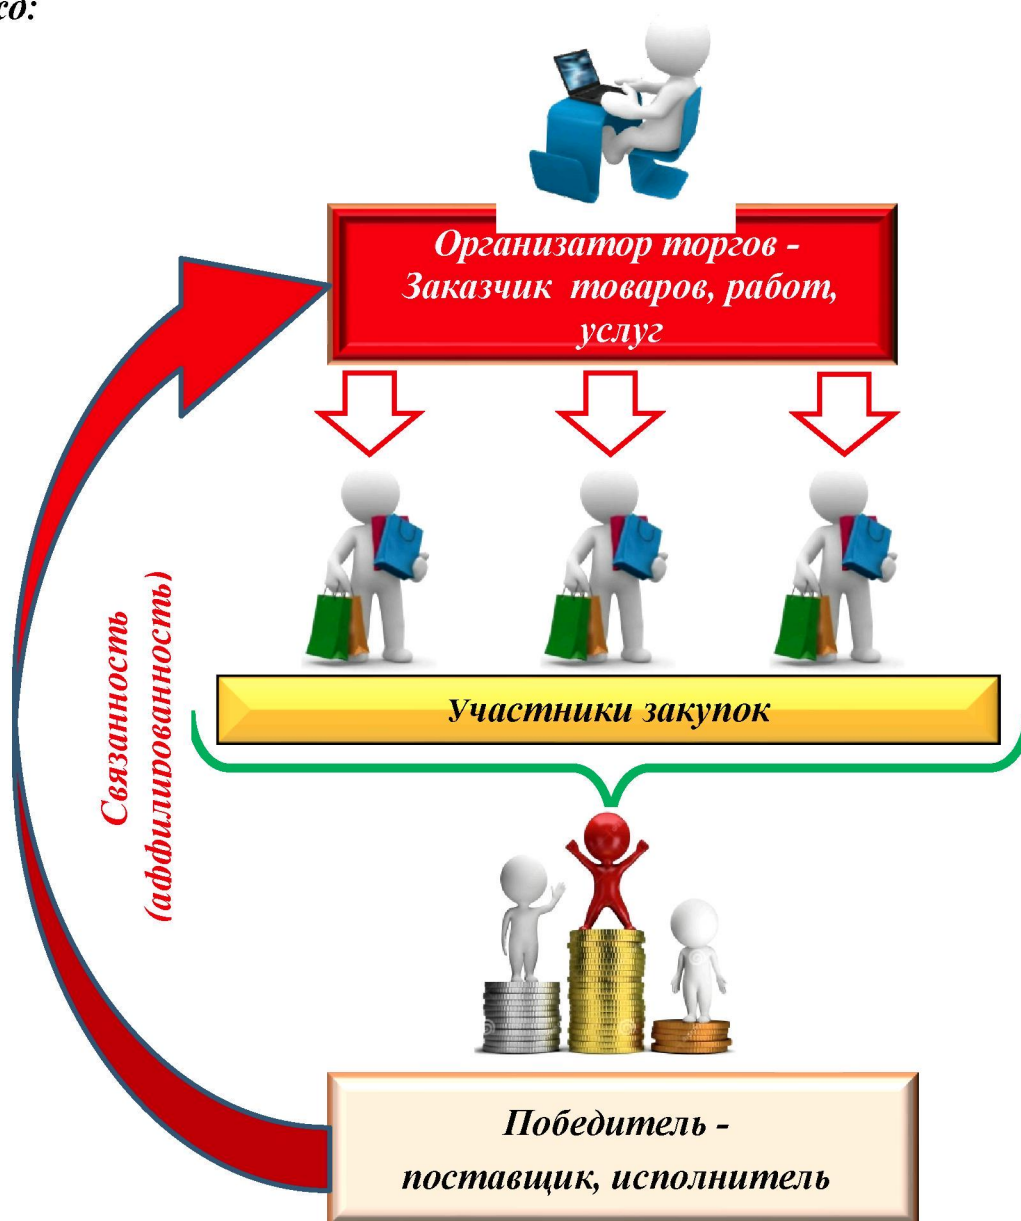 Организатор торгов -
Заказчик товаров, работ,
услуг
Связанность
(аффилированность)
Участники закупок
Победитель -
поставщик, исполнитель